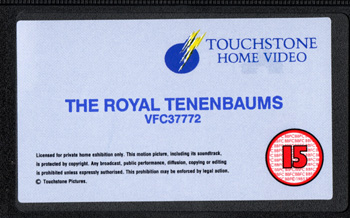 TOUCHSTONE
HOME VIDEO
THE ROYAL TENENBAUMS
VFC37772
Licensed for private home exhibition only. This motion picture, including its soundtrack,
is protected by copyright. Any broadcast, public performance, diffusion, copying or editing
is prohibited unless expressly authorised. This prohibition may be enforced by legal action.
© Touchstone Pictures.
15